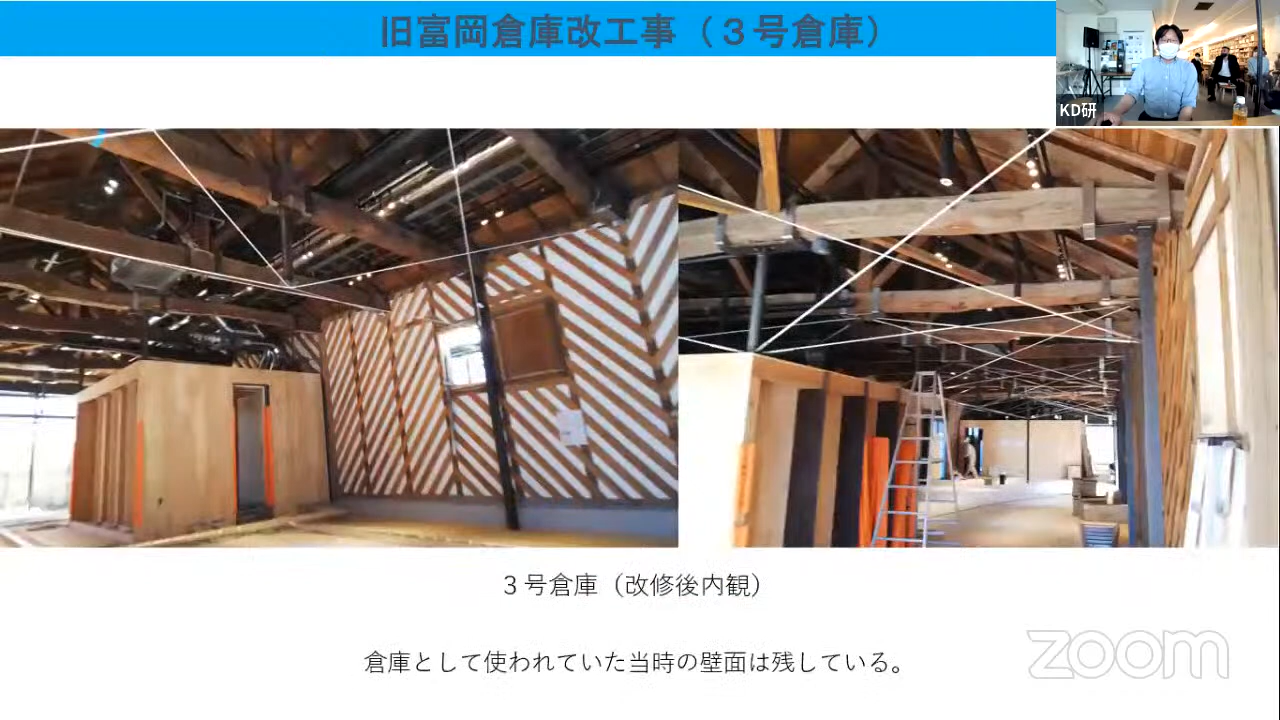 旧富岡倉庫改工事（３号倉庫）
KD研
３号倉庫（改修後内観）
倉庫として使われていた当時の壁面は残している。
zoom